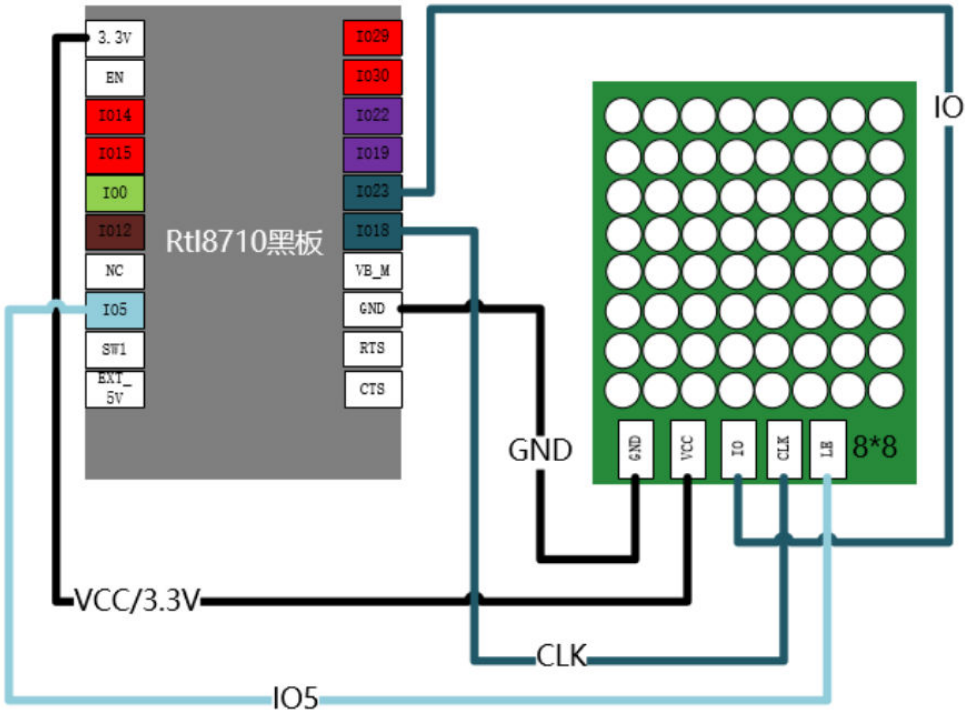 3.3V
EN
IO14
IO15
IO0
IO12
NC
IO5
SW1
EXT_
5V
Rtl8710黑板
IO29
IO30
IO22
IO19
IO23
IO18
VB_M
GND
RTS
CTS
IO
GND
VCC
IO
CLK
LE
8*8
GND
VCC/3.3V
CLK
IO5